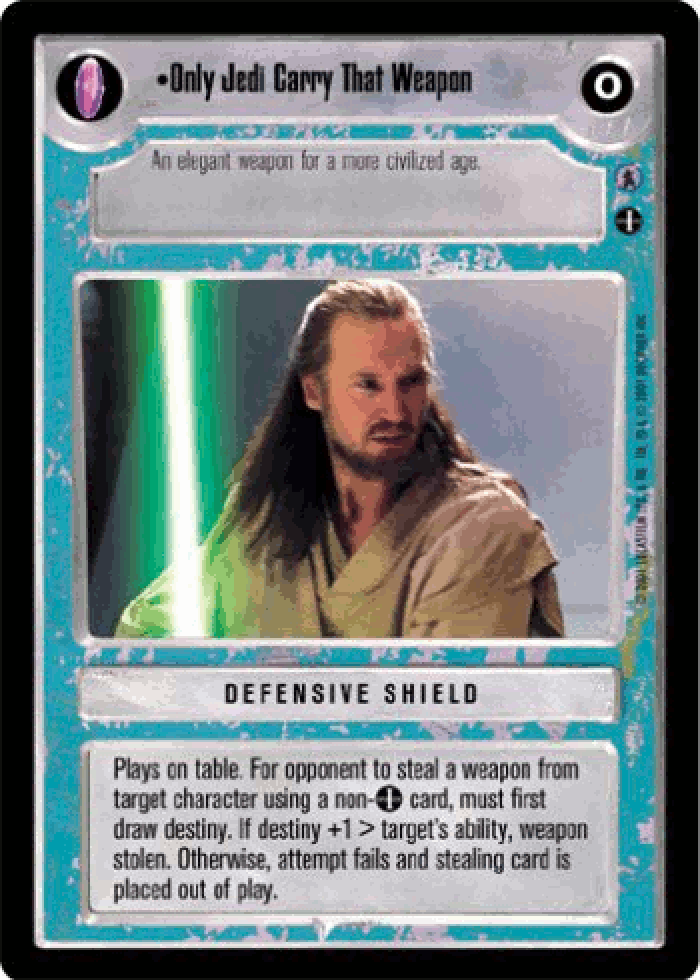 •Only Jedi Carry That Weapon
0
An elegant weapon for a more civilized age.
DEFENSIVE SHIELD
Plays on table. For opponent to steal a weapon from
target character using a non- card, must first
draw destiny. If destiny +1 > target's ability, weapon
stolen. Otherwise, attempt fails and stealing card is
placed out of play.